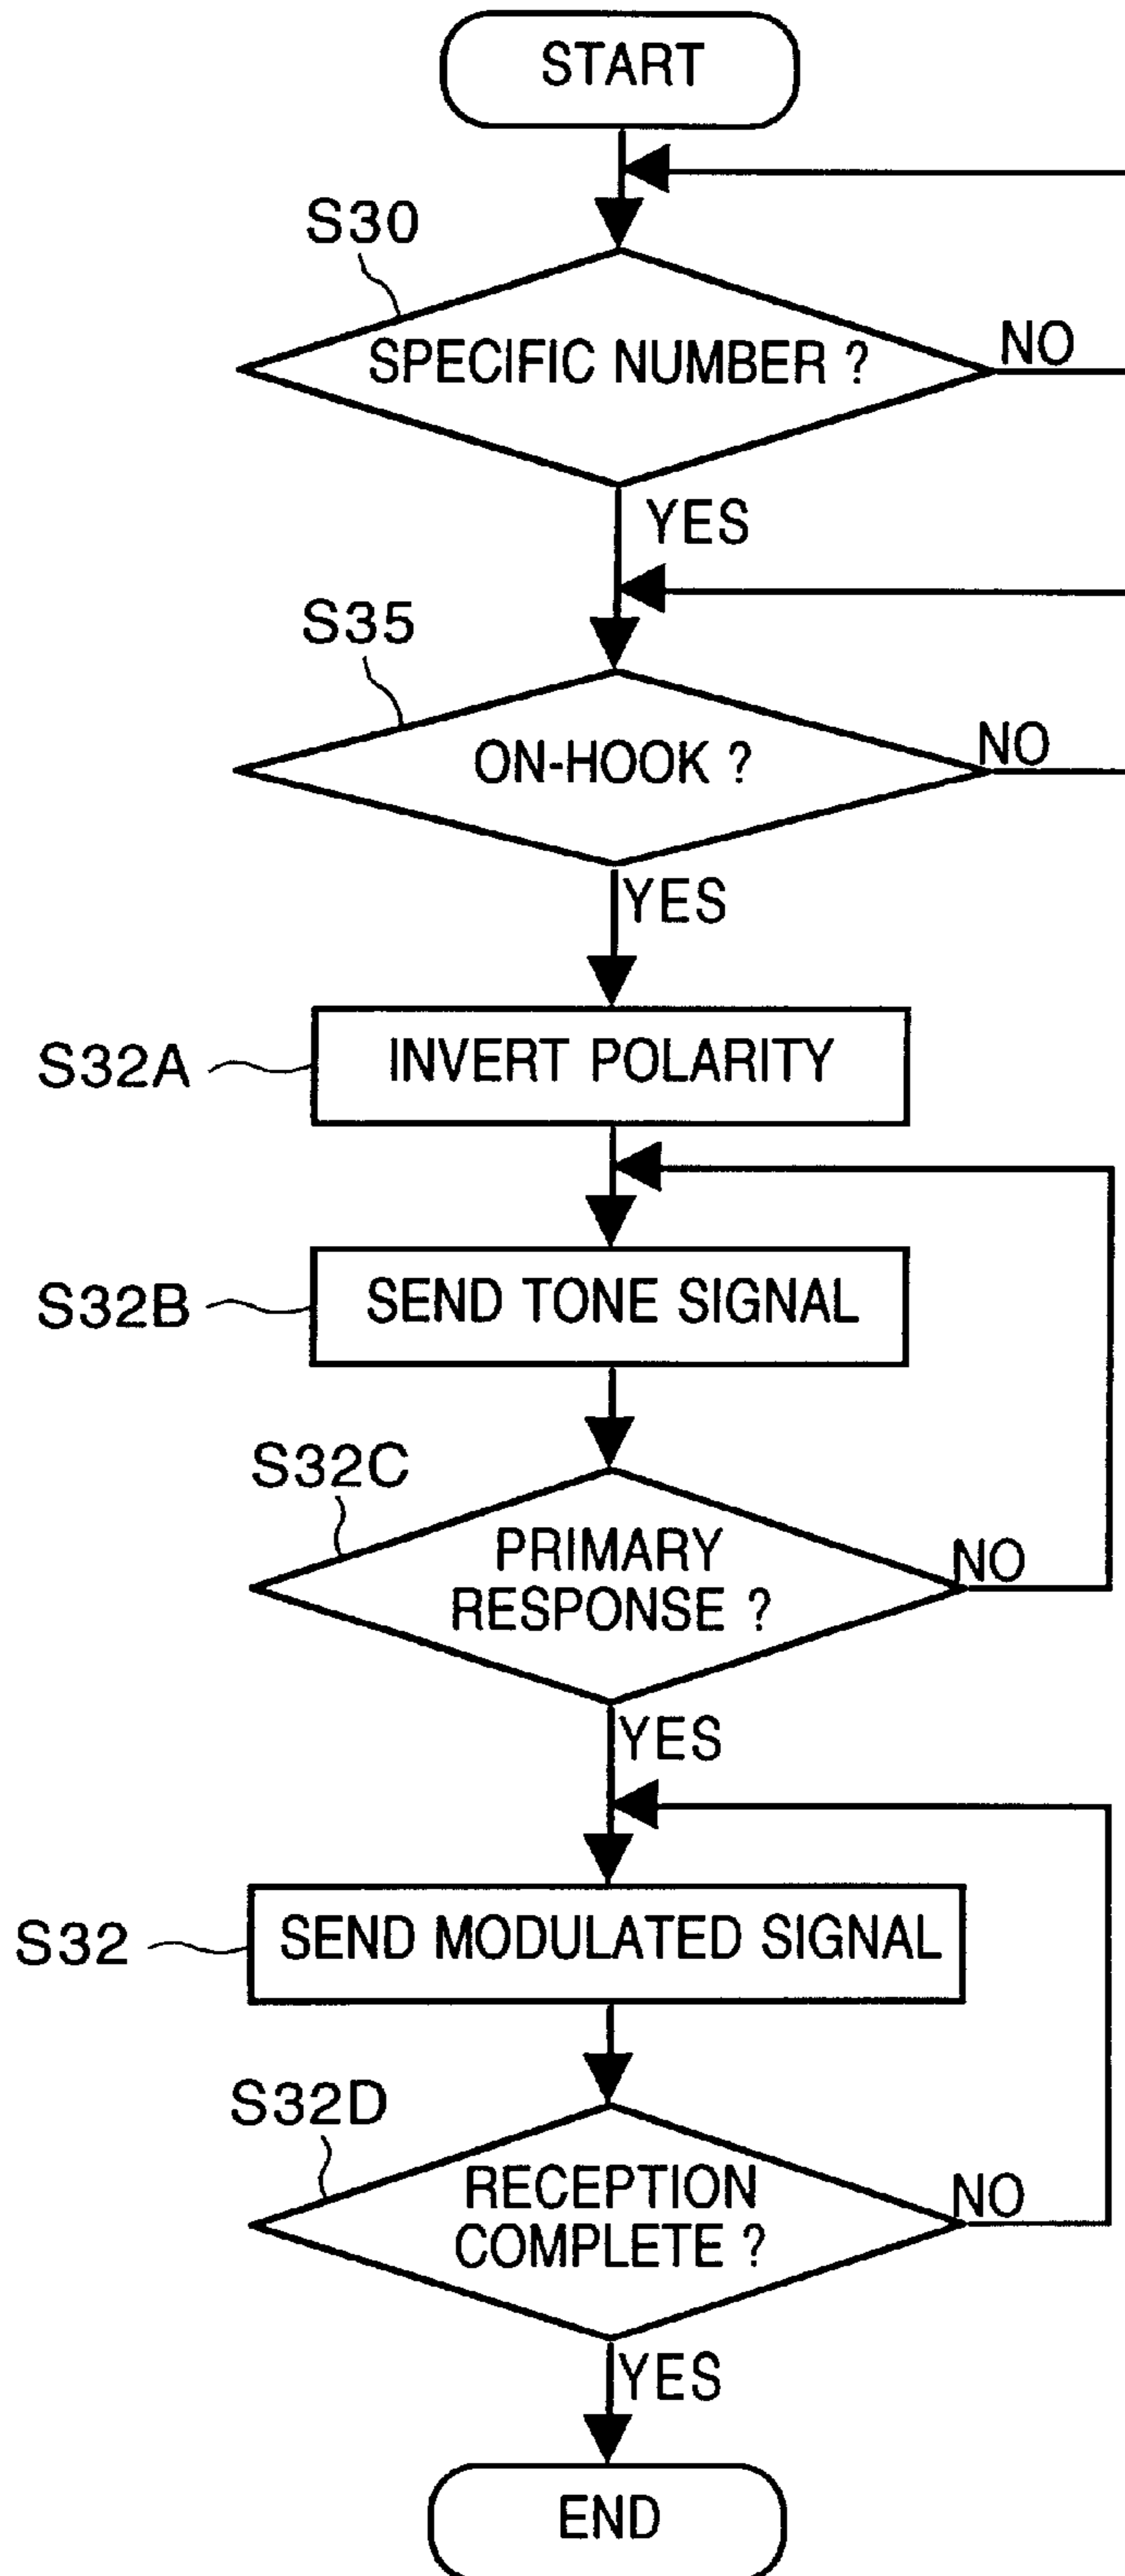 START
S30
SPECIFIC NUMBER ?
NO
YES
S35
ON-HOOK ?
NO
YES
S32A
INVERT POLARITY
S32B
SEND TONE SIGNAL
S32C
PRIMARY
RESPONSE ?
NO
YES
S32
SEND MODULATED SIGNAL
S32D
RECEPTION
COMPLETE ?
NO
YES
END